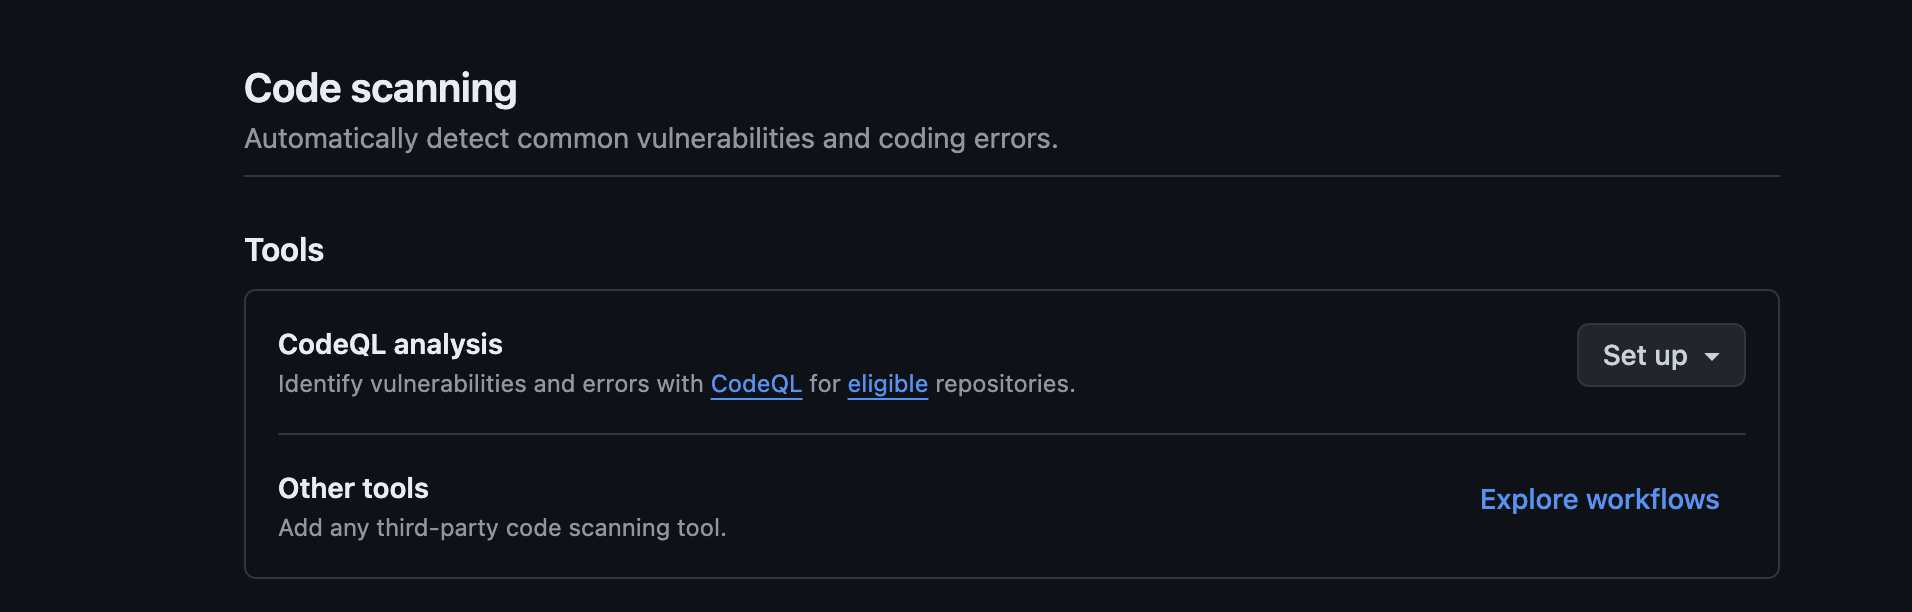 Code scanning
Automatically detect common vulnerabilities and coding errors.
Tools
CodeQL analysis
Set up
Identify vulnerabilities and errors with CodeQL for eligible repositories.
Other tools
Explore workflows
Add any third-party code scanning tool.